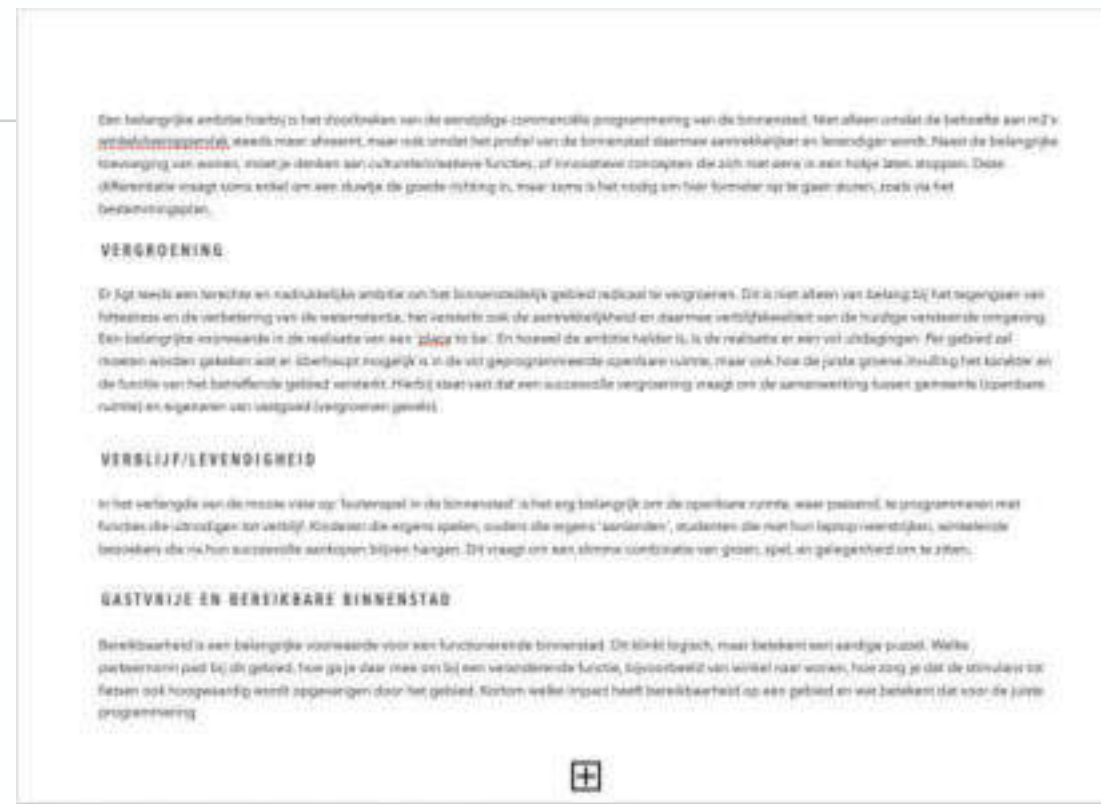 Een belangrijke ambitie hierbij is het doorbreken van de eenzijdige commerciële programmering van de binnenstad. Niet alleen omdat de behoefte aan m2's
winkelvloeroppervlak steeds meer afneemt, maar ook omdat het profiel van de binnenstad daarmee aantrekkelijker en levendiger wordt. Naast de belangrijke
toevoeging van wonen, moet je denken aan culturele/creatieve functies, of innovatieve concepten die zich niet eens in een hokje laten stoppen. Deze
differentiatie vraagt soms enkel om een duwtje de goede richting in, maar soms is het nodig om hier formeler op te gaan sturen, zoals via het
bestemmingsplan.
VERGROENING
Er ligt reeds een terechte en nadrukkelijke ambitie om het binnenstedelijk gebied radicaal te vergroenen. Dit is niet alleen van belang bij het tegengaan van
hittestress en de verbetering van de waterretentie, het versterkt ook de aantrekkelijkheid en daarmee verblijfskwaliteit van de huidige versteende omgeving.
Een belangrijke voorwaarde in de realisatie van een 'place to be'. En hoewel de ambitie helder is, is de realisatie er een vol uitdagingen. Per gebied zal
moeten worden gekeken wat er überhaupt mogelijk is in de vol geprogrammeerde openbare ruimte, maar ook hoe de juiste groene invulling het karakter en
de functie van het betreffende gebied versterkt. Hierbij staat vast dat een succesvolle vergroening vraagt om de samenwerking tussen gemeente (openbare
ruimte) en eigenaren van vastgoed (vergroenen gevels).
VERBLIJF/LEVENDIGHEID
In het verlengde van de mooie visie op 'buitenspel in de binnenstad' is het erg belangrijk om de openbare ruimte, waar passend, te programmeren met
functies die uitnodigen tot verblijf. Kinderen die ergens spelen, ouders die ergens 'aanlanden', studenten die met hun laptop neerstrijken, winkelende
bezoekers die na hun succesvolle aankopen blijven hangen. Dit vraagt om een slimme combinatie van groen, spel, en gelegenheid om te zitten.
GASTVRIJE EN BEREIKBARE BINNENSTAD
Bereikbaarheid is een belangrijke voorwaarde voor een functionerende binnenstad. Dit klinkt logisch, maar betekent een aardige puzzel. Welke
parkeernorm past bij dit gebied, hoe ga je daar mee om bij een veranderende functie, bijvoorbeeld van winkel naar wonen, hoe zorg je dat de stimulans tot
fietsen ook hoogwaardig wordt opgevangen door het gebied. Kortom welke impact heeft bereikbaarheid op een gebied en wat betekent dat voor de juiste
programmering